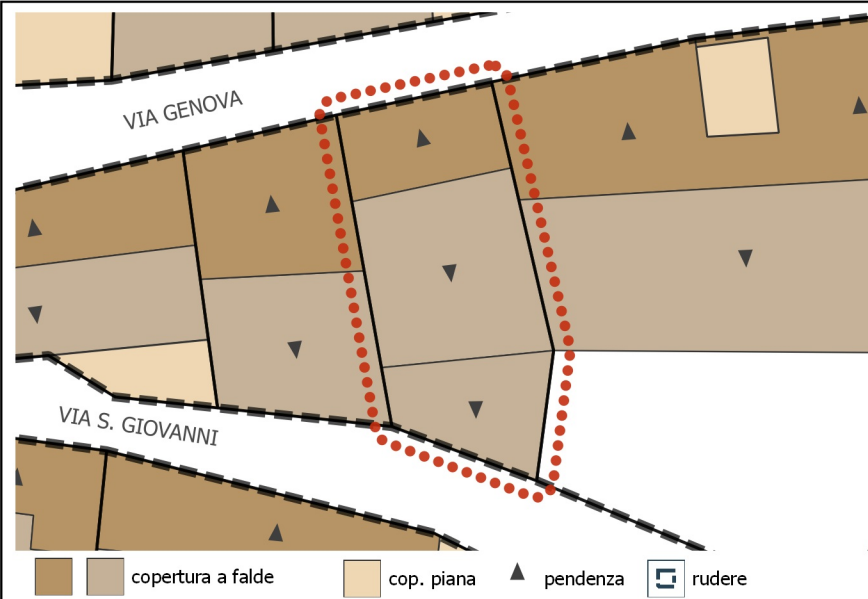 VIA GENOVA
VIA S. GIOVANNI
copertura a falde cop. piana pendenza rudere